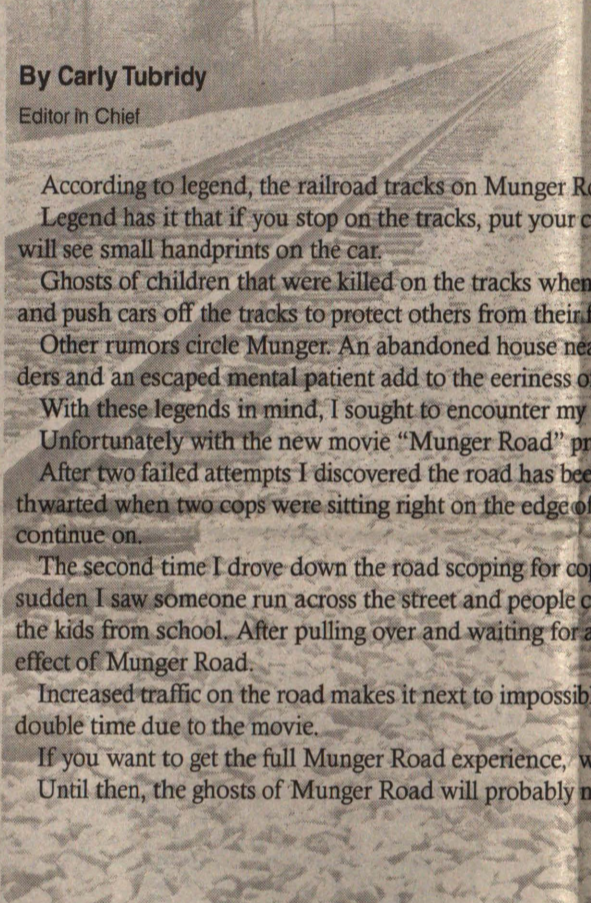 By Carly Tubridy
Editor in Chief
According to legend, the railroad tracks on Munger
Legend has it that if you stop on the tracks, put your
will see small handprints on the car.
Ghosts of children that were killed on the tracks when
and push cars off the tracks to protect others from their
Other rumors circle Munger. An abandoned house
ders and an escaped mental patient add to the eeriness
With these legends in mind, I sought to encounter my
Unfortunately with the new movie “Munger Road”
After two failed attempts I discovered the road has
thwarted when two cops were sitting right on the edge of
continue on.
The second time I drove down the road scoping for
sudden I saw someone run across the street and people
the kids from school. After pulling over and waiting for
effect of Munger Road.
Increased traffic on the road makes it next to
double time due to the movie.
If you want to get the full Munger Road experience,
Until then, the ghosts of Munger Road will probably